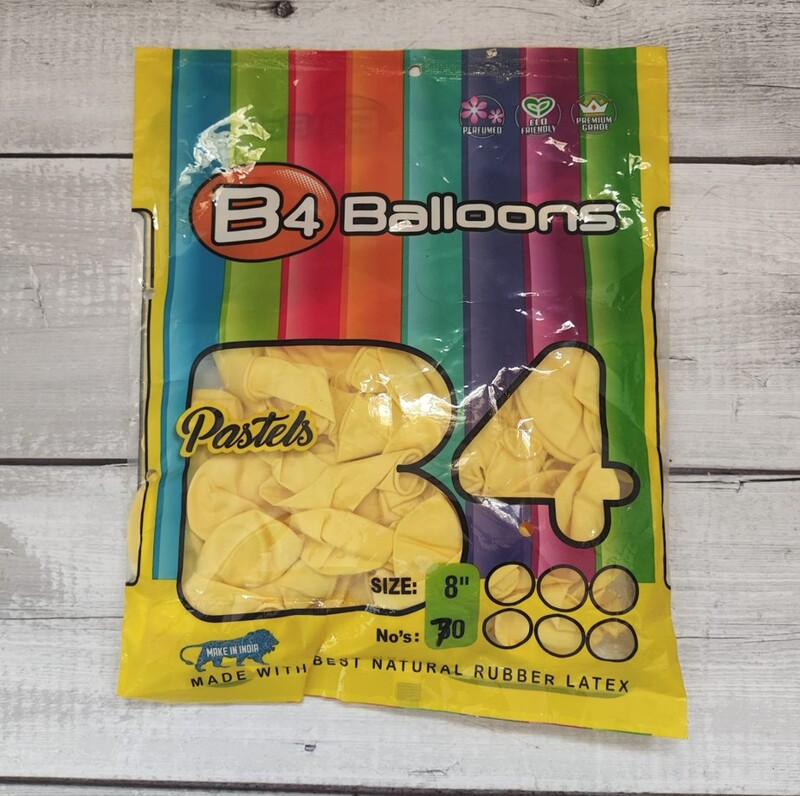 PERFUMED
ECO FRIENDLY
PREMIUM GRADE
B4 Balloons
Pastels
B4
SIZE: 8"
No's:
MAKE IN INDIA
MADE WITH BEST NATURAL RUBBER LATEX